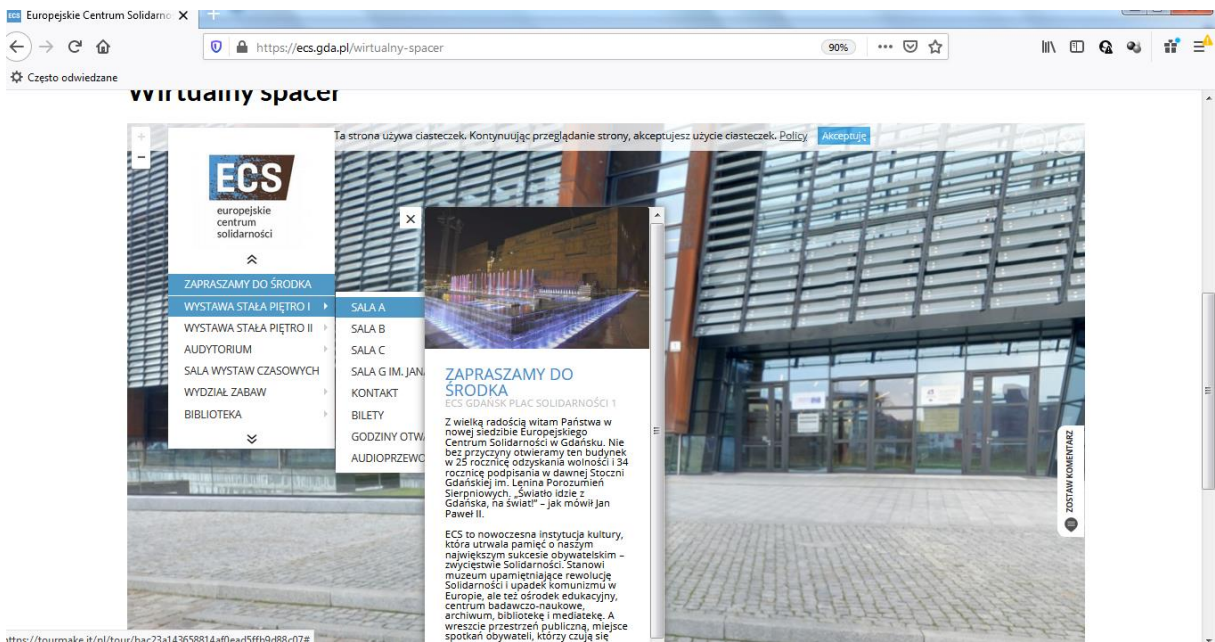 Europejskie Centrum Solidarno
https://ecs.gda.pl/wirtualny-spacer
90%
Często odwiedzane
Wirtualny spacer
Ta strona używa ciasteczek. Kontynuując przeglądanie strony, akceptujesz użycie ciasteczek. Policy Akceptuję
ECS
europejskie
centrum
solidarności
ZAPRASZAMY DO ŚRODKA
WYSTAWA STAŁA PIĘTRO I
WYSTAWA STAŁA PIĘTRO II
AUDYTORIUM
SALA WYSTAW CZASOWYCH
WYDZIAŁ ZABAW
BIBLIOTEKA
SALA A
SALA B
SALA C
SALA G IM. JANA
KONTAKT
BILETY
GODZINY OTWA
AUDIOPRZEWO
ZAPRASZAMY DO
ŚRODKA
ECS GDAŃSK PLAC SOLIDARNOŚCI 1
Z wielką radością witam Państwa w
nowej siedzibie Europejskiego
Centrum Solidarności w Gdańsku. Nie
bez przyczyny otwieramy ten budynek
w 25 rocznicę odzyskania wolności i 34
rocznicę podpisania w dawnej Stoczni
Gdańskiej im. Lenina Porozumień
Sierpniowych. „Światło idzie z
Gdańska, na świat!” – jak mówił Jan
Paweł II.
ECS to nowoczesna instytucja kultury,
która utrwala pamięć o naszym
największym sukcesie obywatelskim –
zwycięstwie Solidarności. Stanowi
muzeum upamiętniające rewolucję
Solidarności i upadek komunizmu w
Europie, ale też ośrodek edukacyjny,
centrum badawczo-naukowe,
archiwum, bibliotekę i mediatekę. A
wreszcie przestrzeń publiczną, miejsce
spotkań obywateli, którzy czują się
ZOSTAW KOMENTARZ
https://tourmake.it/pl/tour/bac23a143658814af0ead5ffb9d88c07#